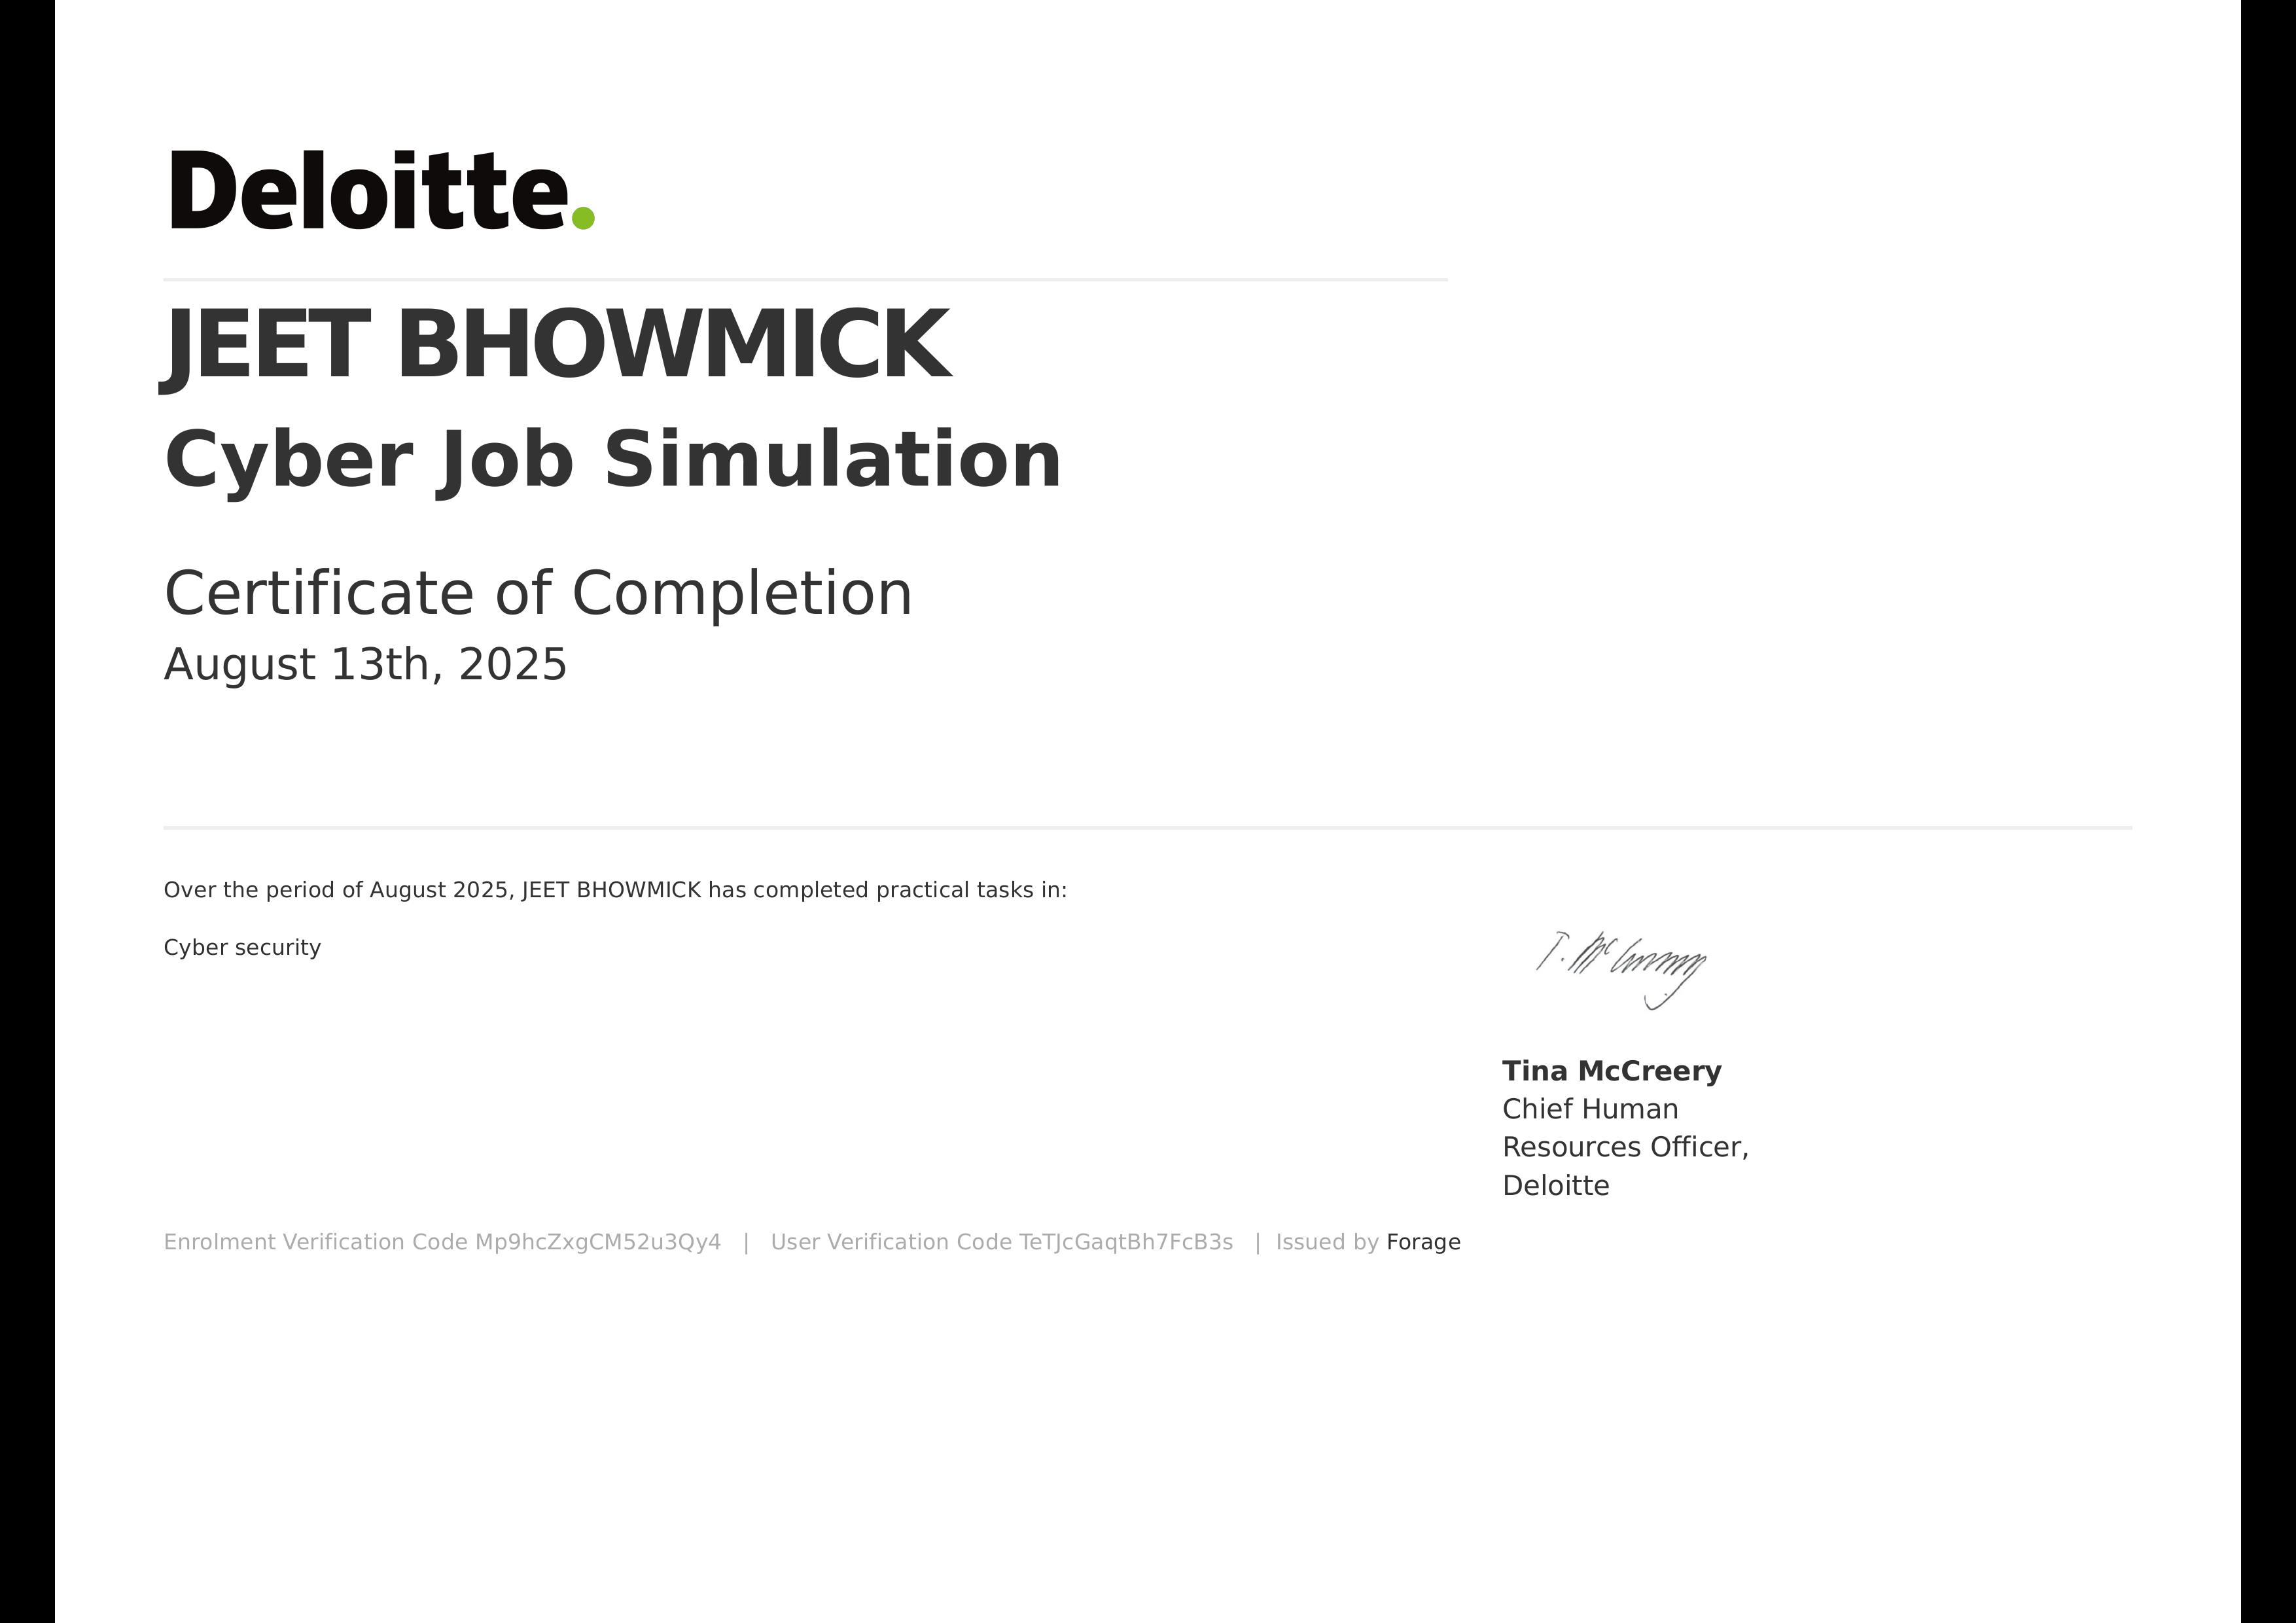 Deloitte.
JEET BHOWMICK
Cyber Job Simulation
Certificate of Completion
August 13th, 2025
Over the period of August 2025, JEET BHOWMICK has completed practical tasks in:
Cyber security
T. McCreery
Tina McCreery
Chief Human
Resources Officer,
Deloitte
Enrolment Verification Code Mp9hcZxgCM52u3Qy4 | User Verification Code TeTJcGaqtBh7FcB3s | Issued by Forage